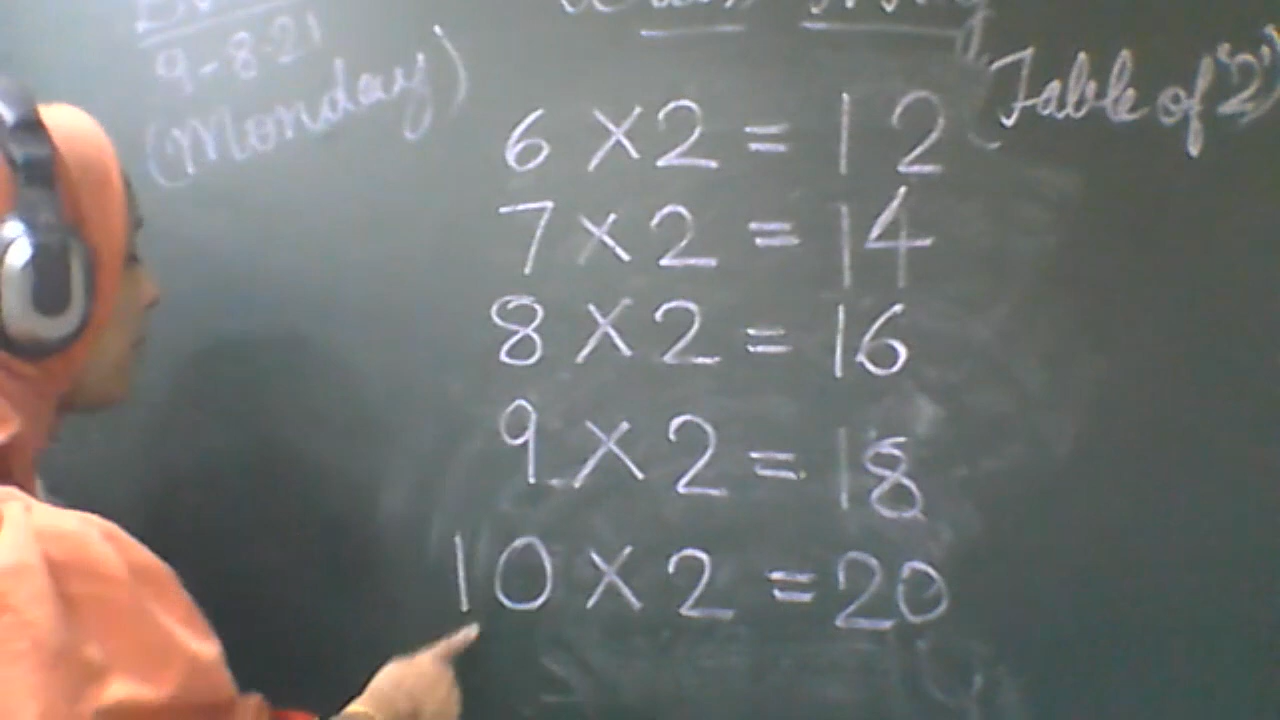 9-8-21
(Monday)
(Table of '2')
6 × 2 = 12
7 × 2 = 14
8 × 2 = 16
9 × 2 = 18
10 × 2 = 20